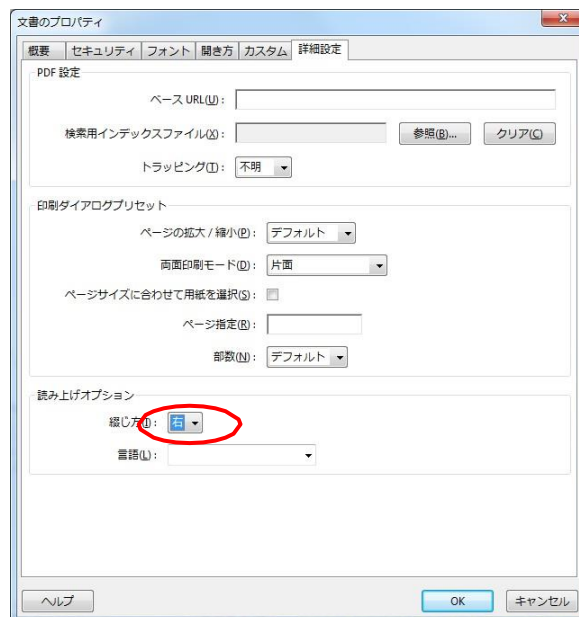 文書のプロパティ
概要 セキュリティ フォント 開き方 カスタム 詳細設定
PDF 設定
ベース URL(U):
検索用インデックスファイル(X): 参照(B)... クリア(C)
トラッピング(T): 不明
印刷ダイアログプリセット
ページの拡大 / 縮小(P): デフォルト
両面印刷モード(D): 片面
ページサイズに合わせて用紙を選択(S):
ページ指定(R):
部数(N): デフォルト
読み上げオプション
綴じ方(I): 右
言語(L):
ヘルプ OK キャンセル